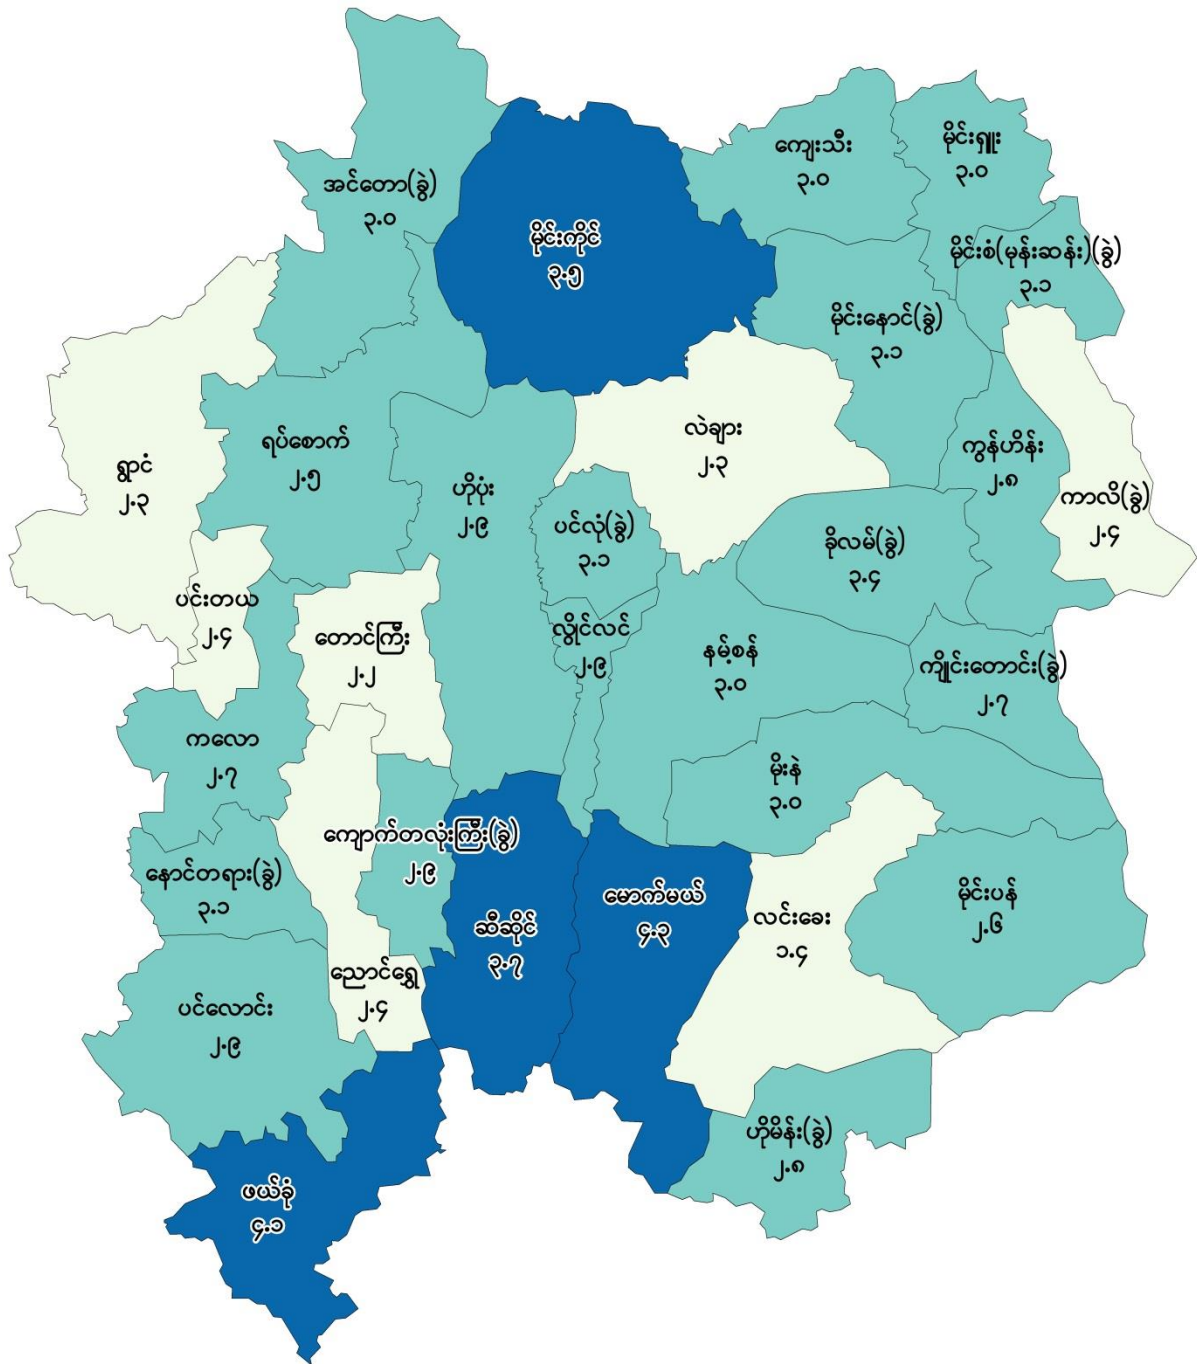 ကျေးသီး
၃.၀
မိုင်းရှူး
၃.၀
အင်တော(ခွဲ)
၃.၀
မိုင်းကိုင်
၃.၅
မိုင်းစံ(မုန်းဆန်း)(ခွဲ)
၃.၁
မိုင်းနောင်(ခွဲ)
၃.၁
ရပ်စောက်
၂.၅
လဲချား
၂.၃
ကွန်ဟိန်း
၂.၈
ရွာငံ
၂.၃
ဟိုပုံး
၂.၉
ပင်လုံ(ခွဲ)
၃.၁
ခိုလမ်(ခွဲ)
၃.၄
ကာလိ(ခွဲ)
၂.၄
ပင်းတယ
၂.၄
တောင်ကြီး
၂.၂
လွိုင်လင်
၂.၉
နမ့်စန်
၃.၀
ကျိုင်းတောင်း(ခွဲ)
၂.၇
ကလော
၂.၇
မိုးနဲ
၃.၀
ကျောက်တလုံးကြီး(ခွဲ)
၂.၉
နောင်တရား(ခွဲ)
၃.၁
ဆီဆိုင်
၃.၇
မောက်မယ်
၄.၃
လင်းခေး
၁.၄
မိုင်းပန်
၂.၆
ညောင်ရွှေ
၂.၄
ပင်လောင်း
၂.၉
ဟိုမိန်း(ခွဲ)
၂.၈
ဖယ်ခုံ
၄.၁